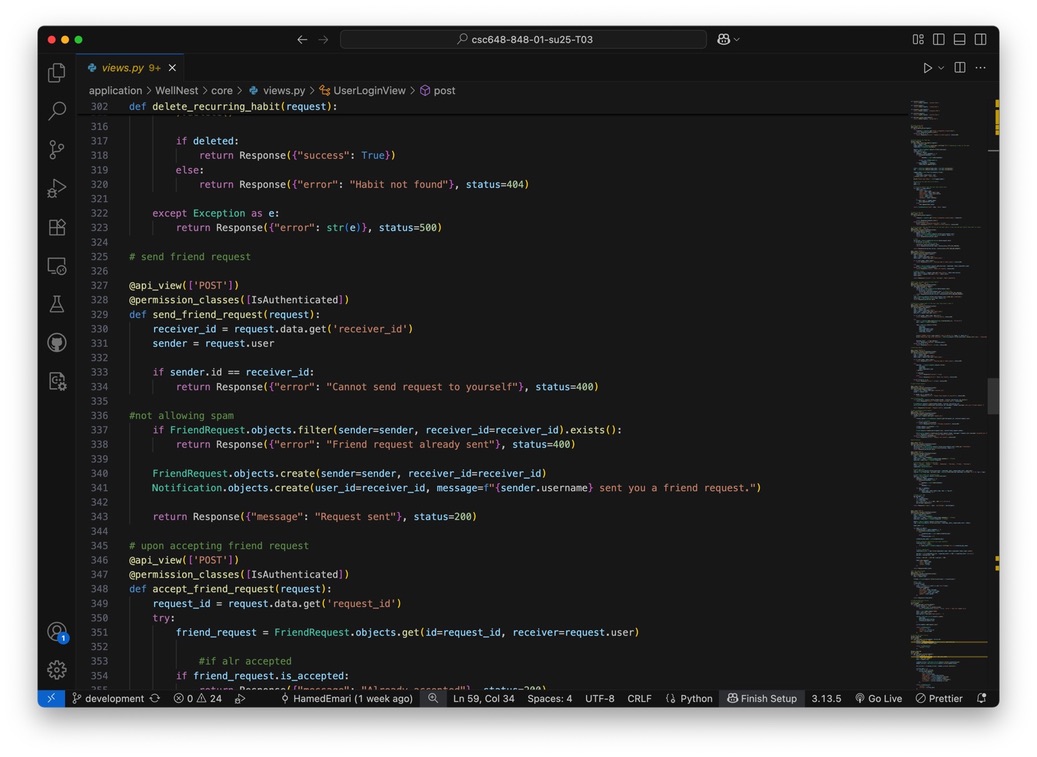 csc648-848-01-su25-T03
views.py 9+
application > WellNest > core > views.py > UserLoginView > post
302 def delete_recurring_habit(request):
316
317 if deleted:
318 return Response({"success": True})
319 else:
320 return Response({"error": "Habit not found"}, status=404)
321
322 except Exception as e:
323 return Response({"error": str(e)}, status=500)
324
325 # send friend request
326
327 @api_view(['POST'])
328 @permission_classes([IsAuthenticated])
329 def send_friend_request(request):
330 receiver_id = request.data.get('receiver_id')
331 sender = request.user
332
333 if sender.id == receiver_id:
334 return Response({"error": "Cannot send request to yourself"}, status=400)
335
336 #not allowing spam
337 if FriendRequest.objects.filter(sender=sender, receiver_id=receiver_id).exists():
338 return Response({"error": "Friend request already sent"}, status=400)
339
340 FriendRequest.objects.create(sender=sender, receiver_id=receiver_id)
341 Notification.objects.create(user_id=receiver_id, message=f"{sender.username} sent you a friend request.")
342
343 return Response({"message": "Request sent"}, status=200)
344
345 # upon accepting friend request
346 @api_view(['POST'])
347 @permission_classes([IsAuthenticated])
348 def accept_friend_request(request):
349 request_id = request.data.get('request_id')
350 try:
351 friend_request = FriendRequest.objects.get(id=request_id, receiver=request.user)
352
353 #if alr accepted
354 if friend_request.is_accepted:
355 return Response({"message": "Already accepted"}, status=200)
1
development 0 24 HamedEmari (1 week ago) Ln 59, Col 34 Spaces: 4 UTF-8 CRLF Python Finish Setup 3.13.5 Go Live Prettier